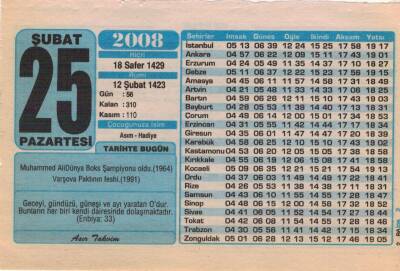 ŞUBAT
25
PAZARTESİ
2008
Hicri
18 Safer 1429
Rumi
12 Şubat 1423
Gün : 56
Kalan : 310
Kasım : 110
Çocuğunuza İsim
Asım - Hadiye
TARİHTE BUGÜN
Muhammed AliDünya Boks Şampiyonu oldu.(1964)
Varşova Paktının feshi.(1991)
Geceyi, gündüzü, güneşi ve ayı yaratan O'dur.
Bunların her biri kendi dairesinde dolaşmaktadır.
(Enbiya: 33)
Asır Takvim
Şehirler İmsak Güneş Öyle İkindi Akşam Yatsı
İstanbul 05 13 06 39 12 24 15 25 17 58 19 17
Ankara 04 57 06 22 12 09 15 11 17 43 19 01
Erzurum 04 24 05 49 11 35 14 37 17 10 18 27
Gebze 05 11 06 37 12 22 15 23 17 56 19 15
Amasya 04 45 06 11 11 57 14 58 17 31 18 49
Artvin 04 21 05 48 11 33 14 33 17 06 18 25
Bartın 04 59 06 26 12 11 15 10 17 43 19 03
Bayburt 04 28 05 53 11 39 14 40 17 13 18 31
Çorum 04 49 06 14 12 00 15 01 17 34 18 53
Erzincan 04 31 05 55 11 42 14 44 17 17 18 34
Giresun 04 35 06 01 11 47 14 47 17 20 18 39
Karabük 04 58 06 25 12 10 15 10 17 43 19 02
Kastamonu 04 53 06 20 12 05 15 05 17 38 18 58
Kırıkkale 04 55 06 19 12 06 15 08 17 41 18 58
Kocaeli 05 09 06 36 12 21 15 21 17 54 19 13
Ordu 04 37 06 03 11 49 14 49 17 22 18 41
Rize 04 26 05 53 11 38 14 38 17 11 18 31
Samsun 04 43 06 10 11 55 14 55 17 28 18 47
Sinop 04 48 06 15 12 00 14 58 17 32 18 52
Sivas 04 41 06 05 11 52 14 54 17 27 18 44
Tokat 04 42 06 08 11 54 14 55 17 28 18 47
Trabzon 04 30 05 56 11 41 14 42 17 15 18 34
Zonguldak 05 01 06 28 12 13 15 12 17 46 19 05